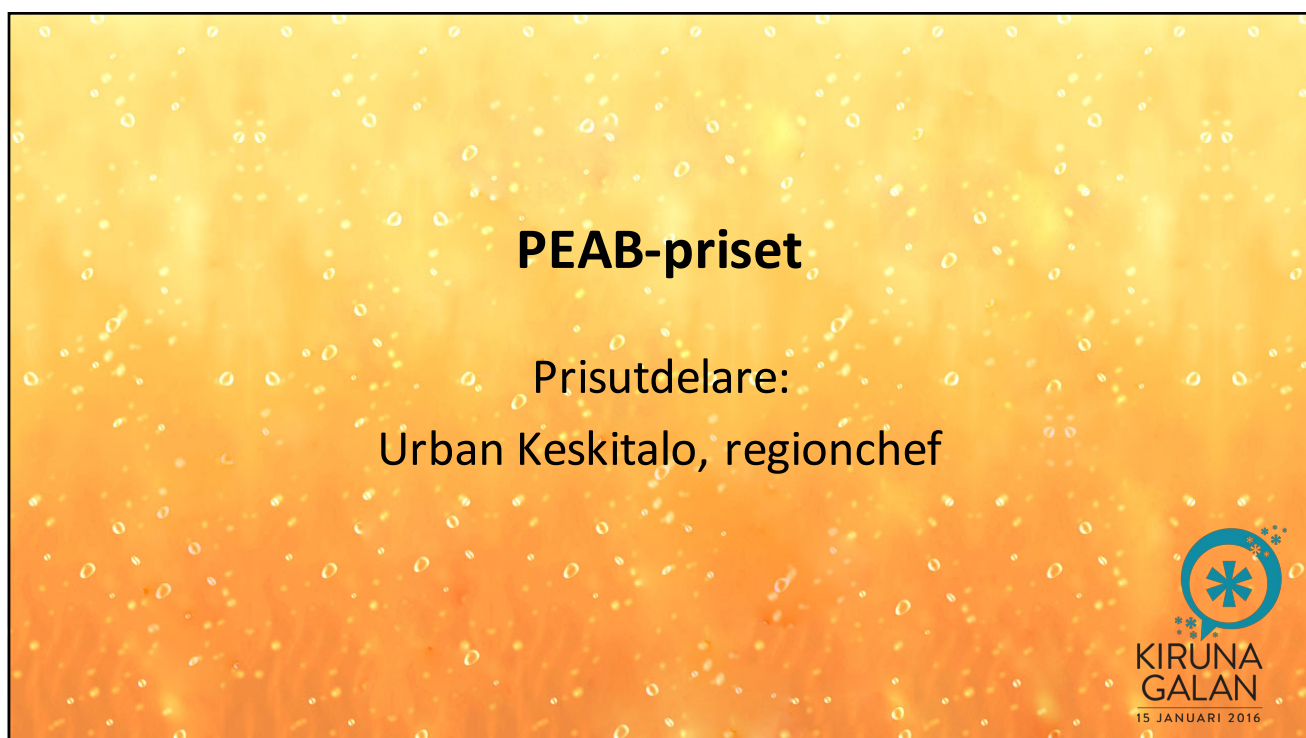 PEAB-priset
Prisutdelare:
Urban Keskitalo, regionchef
KIRUNA
GALAN
15 JANUARI 2016